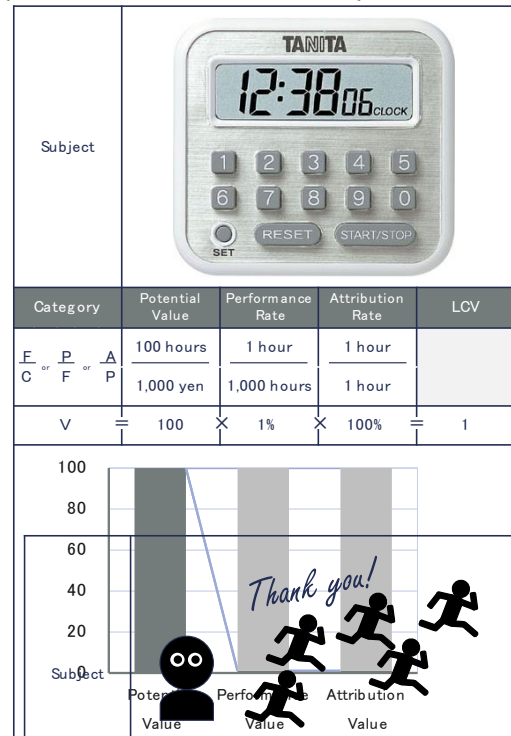 Subject
TANITA
12:38 06 CLOCK
1 2 3 4 5
6 7 8 9 0
SET RESET START/STOP
Category Potential Value Performance Rate Attribution Rate LCV
F/C or P/F or A/P
100 hours 1 hour 1 hour
1,000 yen 1,000 hours 1 hour
V = 100 × 1% × 100% = 1
100
80
60
40
20
0
Thank you!
Subject
Attribution
Value Value Value